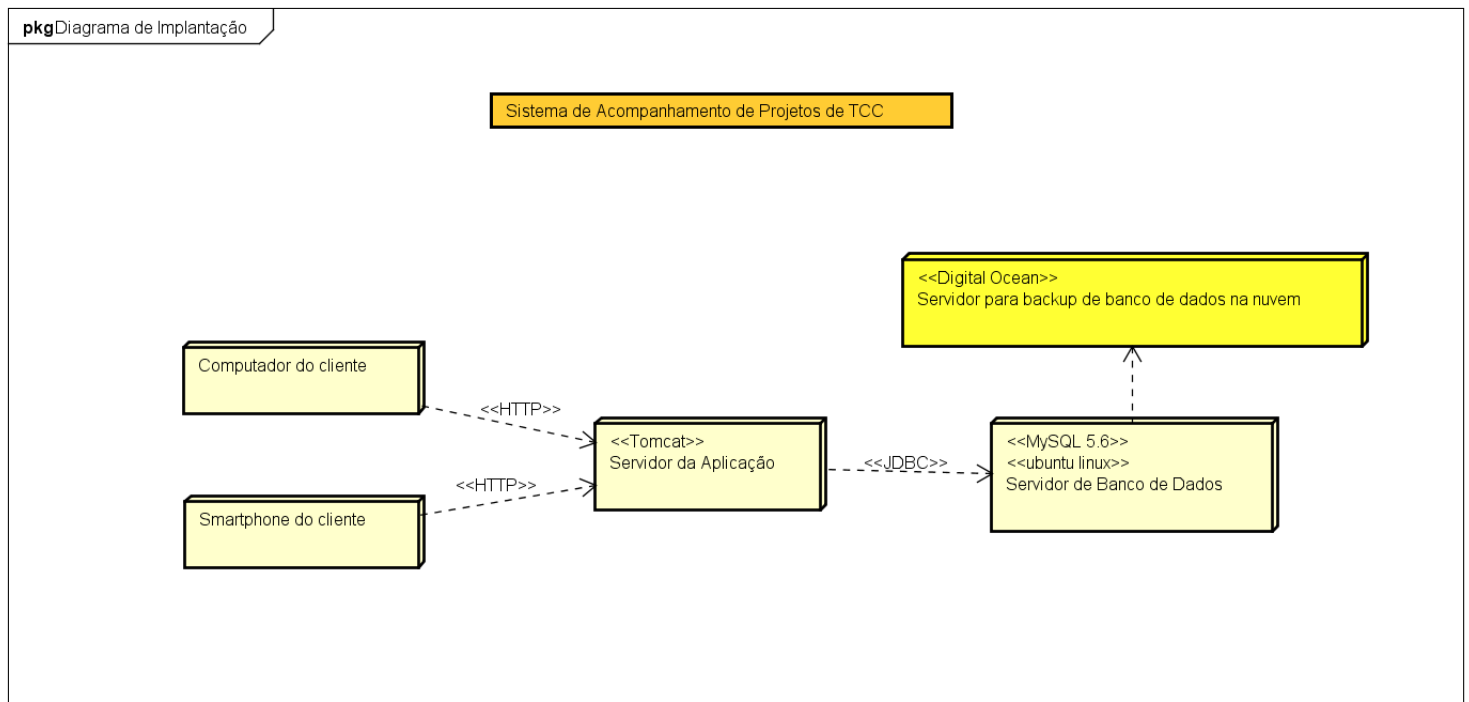 pkg Diagrama de Implantação
Sistema de Acompanhamento de Projetos de TCC
<<Digital Ocean>>
Servidor para backup de banco de dados na nuvem
Computador do cliente
<<HTTP>>
<<Tomcat>>
Servidor da Aplicação
<<JDBC>>
<<MySQL 5.6>>
<<ubuntu linux>>
Servidor de Banco de Dados
<<HTTP>>
Smartphone do cliente